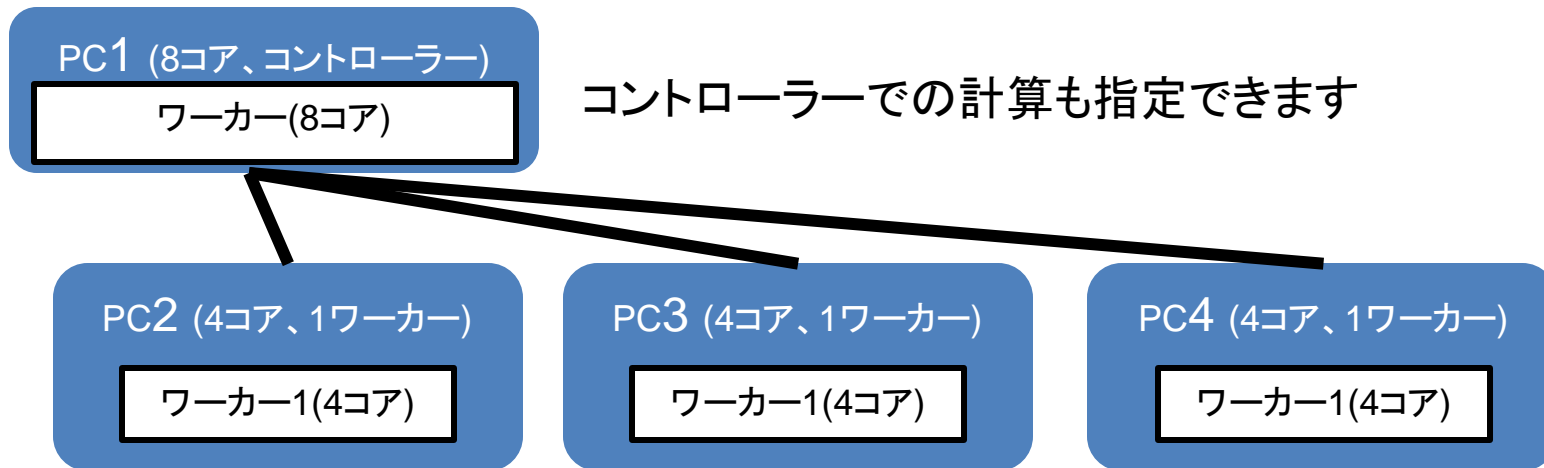 PC1 (8コア、コントローラー)
ワーカー(8コア)
コントローラーでの計算も指定できます
PC2 (4コア、1ワーカー)
ワーカー1(4コア)
PC3 (4コア、1ワーカー)
ワーカー1(4コア)
PC4 (4コア、1ワーカー)
ワーカー1(4コア)